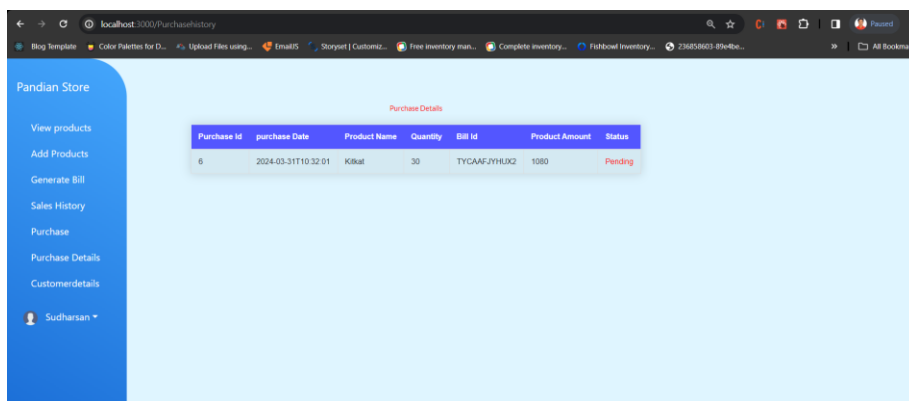 localhost:3000/Purchasehistory
Paused
Blog Template
Color Palettes for D...
Upload Files using...
EmailJS
Storyset | Customiz...
Free inventory man...
Complete inventory...
Fishbowl Inventory...
236858603-89e4be...
»
All Bookma
Pandian Store
View products
Add Products
Generate Bill
Sales History
Purchase
Purchase Details
Customerdetails
Sudharsan
Purchase Details
Purchase Id purchase Date Product Name Quantity Bill Id Product Amount Status
6 2024-03-31T10:32:01 Kitkat 30 TYCAAFJYHUX2 1080 Pending